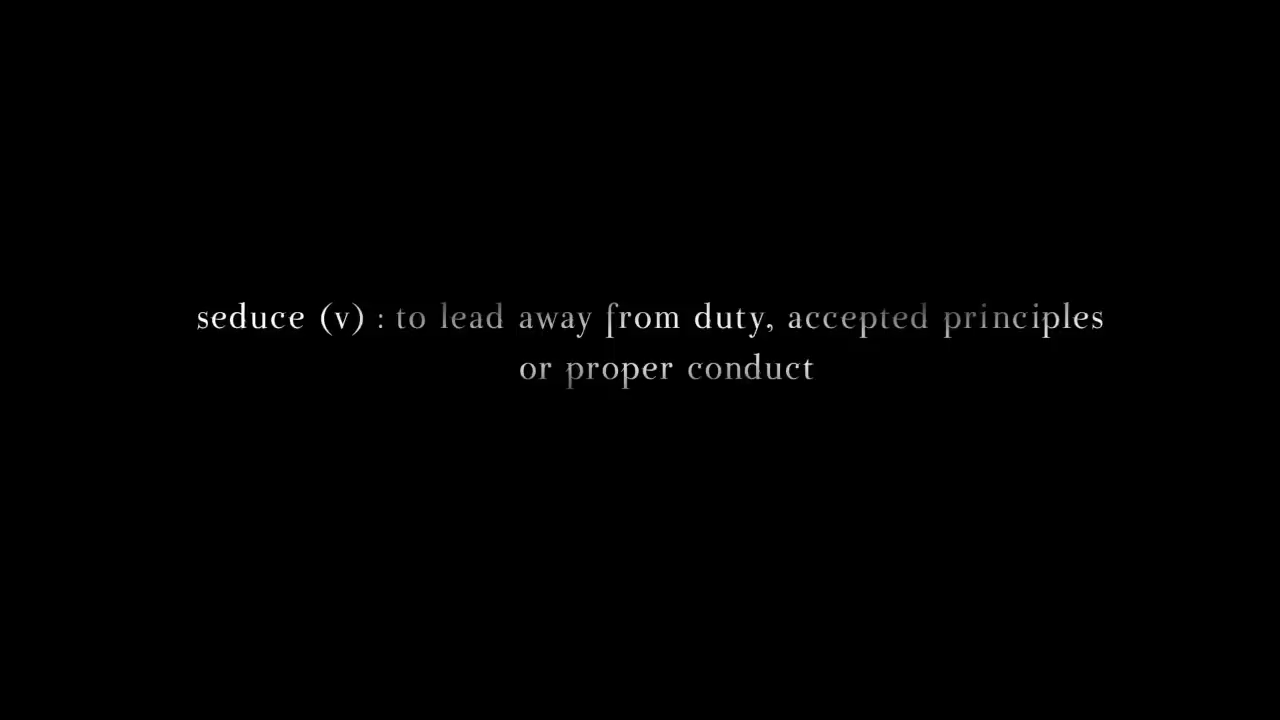 seduce (v) : to lead away from duty, accepted principles
or proper conduct